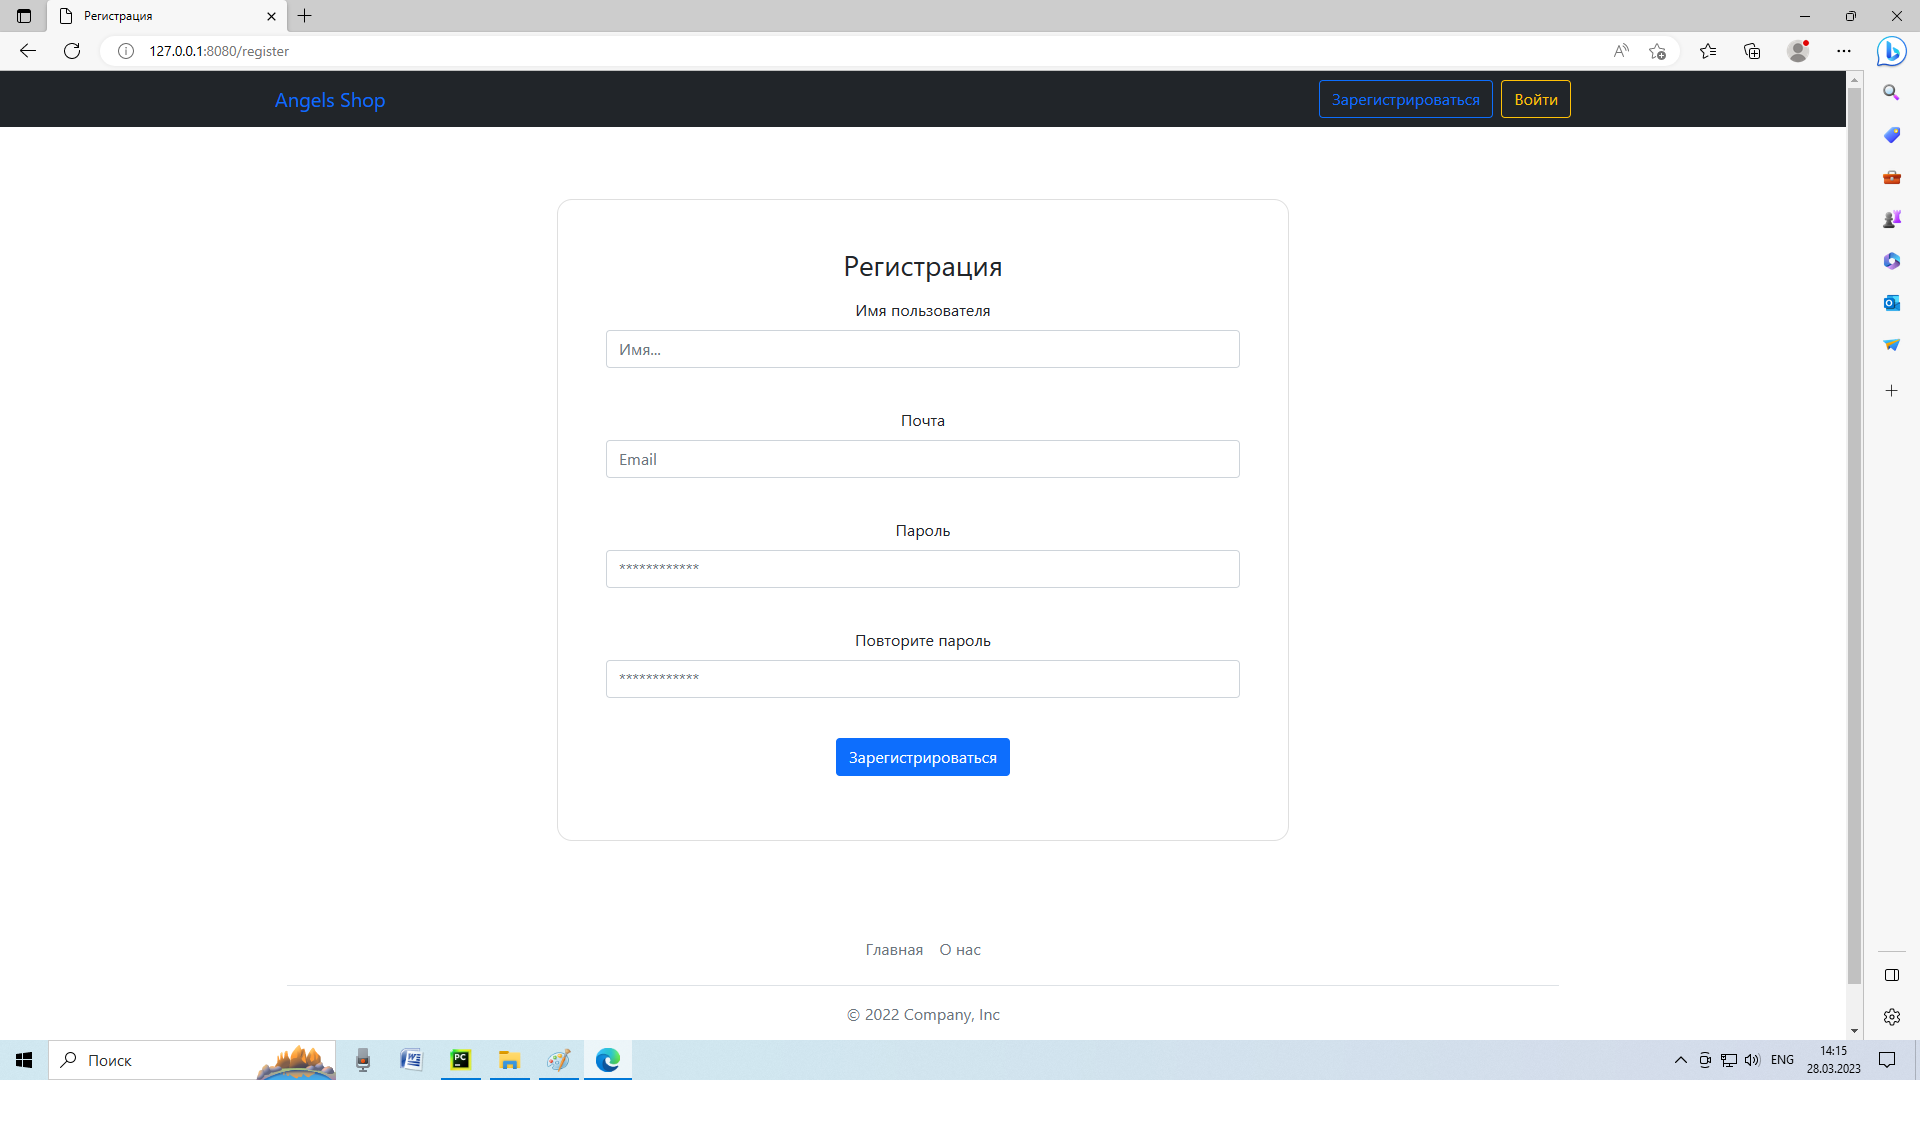 Регистрация
127.0.0.1:8080/register
Angels Shop
Зарегистрироваться
Войти
Регистрация
Имя пользователя
Имя...
Почта
Email
Пароль
************
Повторите пароль
************
Зарегистрироваться
Главная О нас
© 2022 Company, Inc
Поиск
ENG
14:15
28.03.2023